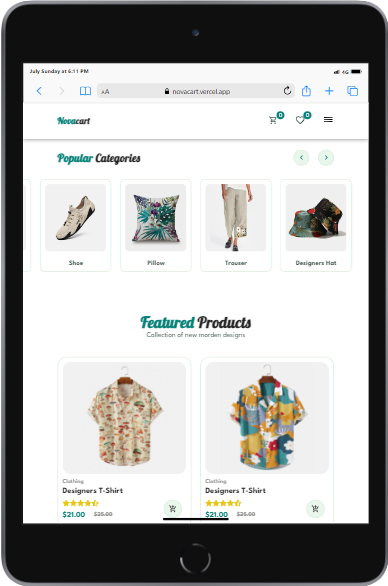 July Sunday at 6:11 PM
4G
AA
novacart.vercel.app
Novacart
0
0
Popular Categories
Shoe
Pillow
Trouser
Designers Hat
Featured Products
Collection of new morden designs
Clothing
Designers T-Shirt
$21.00 $25.00
Clothing
Designers T-Shirt
$21.00 $25.00